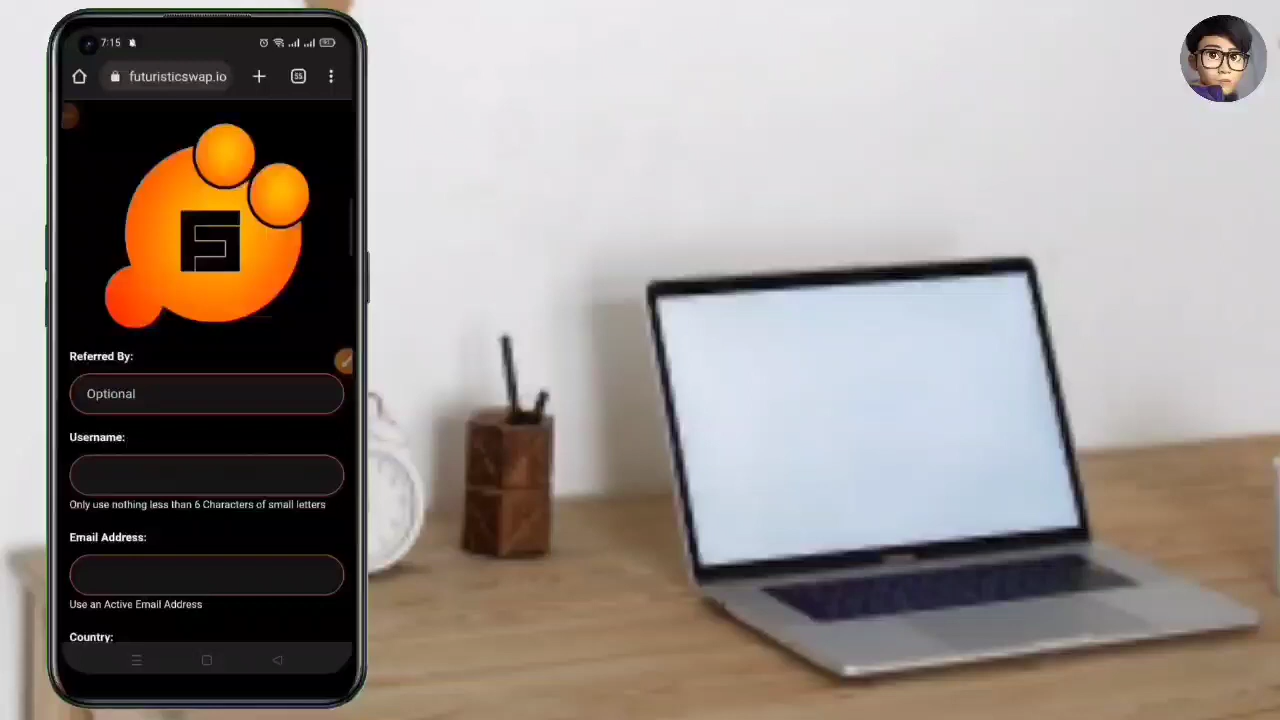 7:15
futuristicswap.io
55
S
Referred By:
Optional
Username:
Only use nothing less than 6 Characters of small letters
Email Address:
Use an Active Email Address
Country: